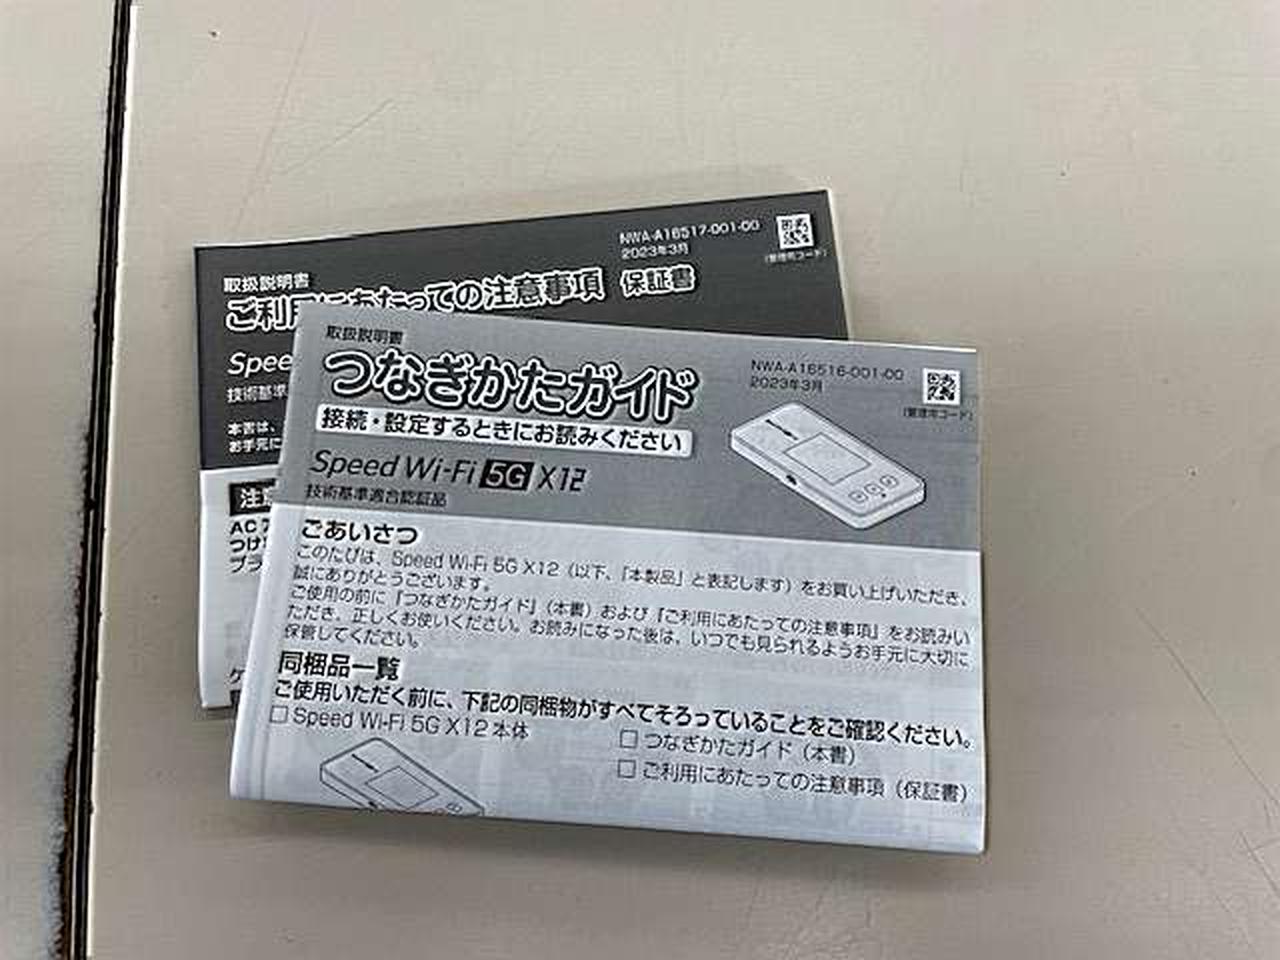 NWA-A16517-001-00
2023年3月
(管理用コード)
取扱説明書
ご利用にあたっての注意事項 保証書
Spee
技術基準
本書は、
お手元に
注意
AC
つけ
プラ
取扱説明書
つなぎかたガイド
接続・設定するときにお読みください
NWA-A16516-001-00
2023年3月
(管理用コード)
Speed Wi-Fi 5G X12
技術基準適合認証品
ごあいさつ
このたびは、Speed Wi-Fi 5G X12（以下、「本製品」と表記します）をお買い上げいただき、
誠にありがとうございます。
ご使用の前に『つなぎかたガイド』（本書）および『ご利用にあたっての注意事項』をお読みい
ただき、正しくお使いください。お読みになった後は、いつでも見られるようお手元に大切に
保管してください。
同梱品一覧
ご使用いただく前に、下記の同梱物がすべてそろっていることをご確認ください。
□ Speed Wi-Fi 5G X12 本体
□ つなぎかたガイド（本書）
□ ご利用にあたっての注意事項（保証書）